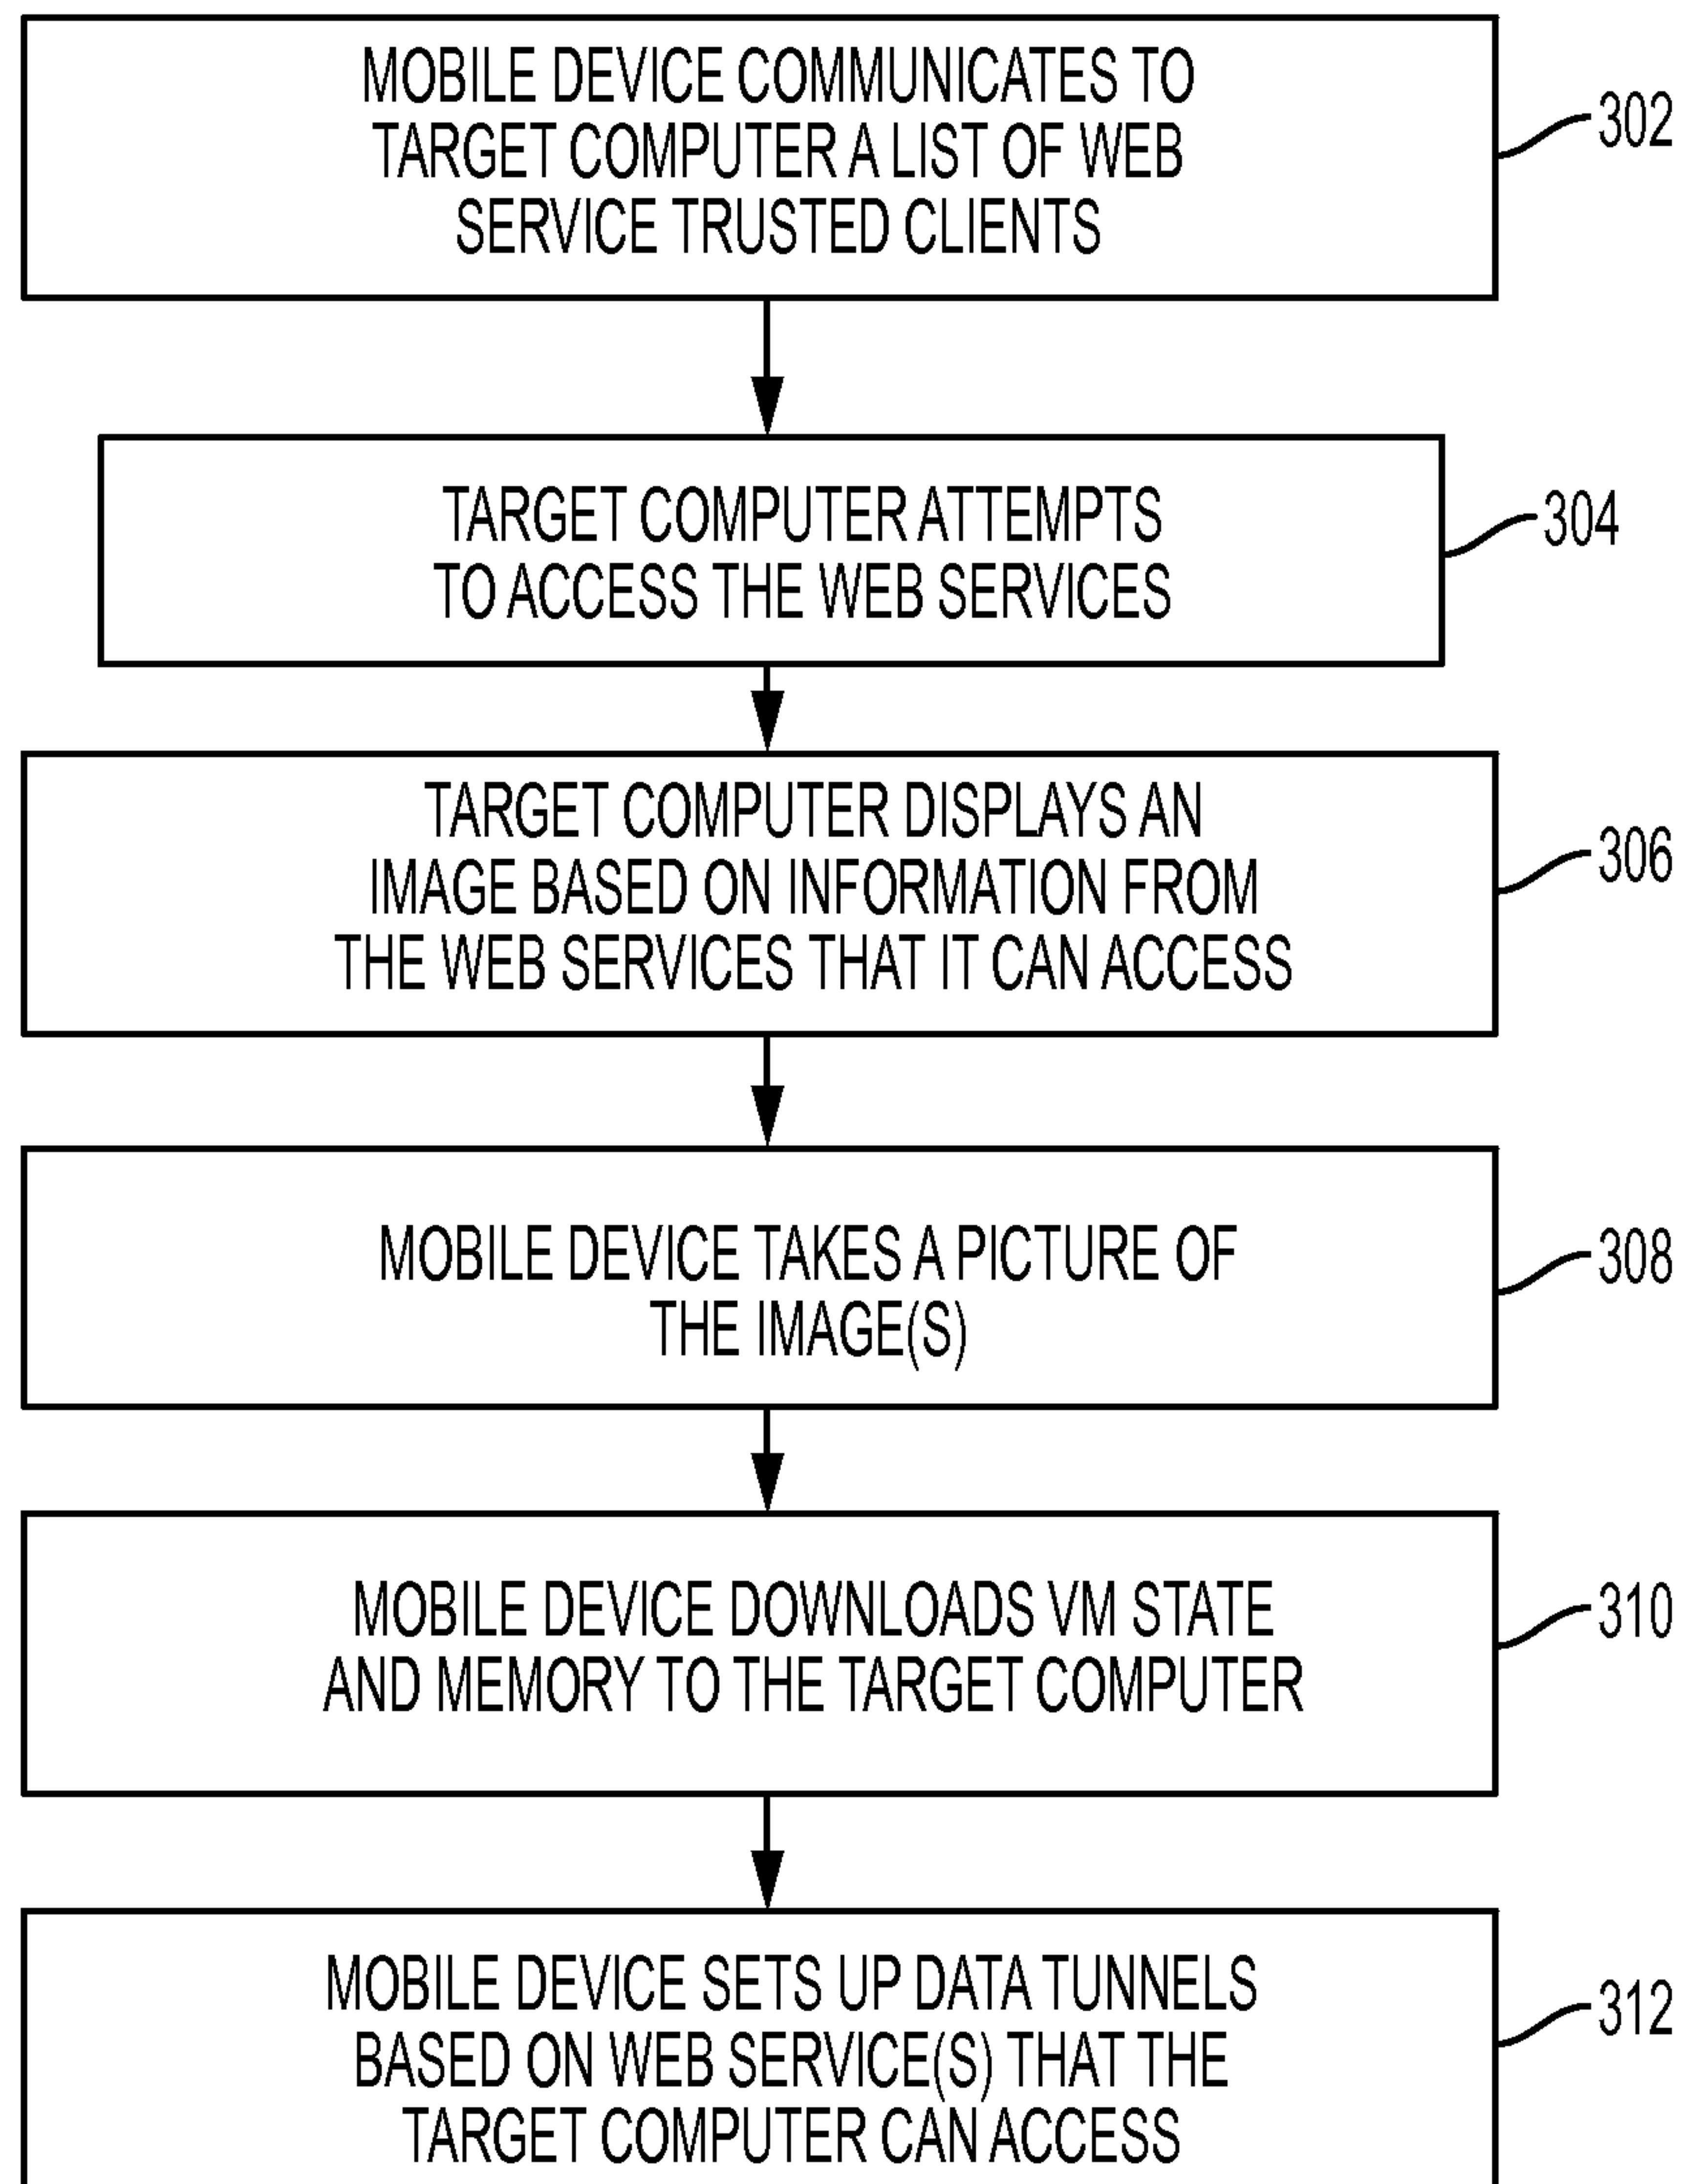 MOBILE DEVICE COMMUNICATES TO
TARGET COMPUTER A LIST OF WEB
SERVICE TRUSTED CLIENTS
302
TARGET COMPUTER ATTEMPTS
TO ACCESS THE WEB SERVICES
304
TARGET COMPUTER DISPLAYS AN
IMAGE BASED ON INFORMATION FROM
THE WEB SERVICES THAT IT CAN ACCESS
306
MOBILE DEVICE TAKES A PICTURE OF
THE IMAGE(S)
308
MOBILE DEVICE DOWNLOADS VM STATE
AND MEMORY TO THE TARGET COMPUTER
310
MOBILE DEVICE SETS UP DATA TUNNELS
BASED ON WEB SERVICE(S) THAT THE
TARGET COMPUTER CAN ACCESS
312